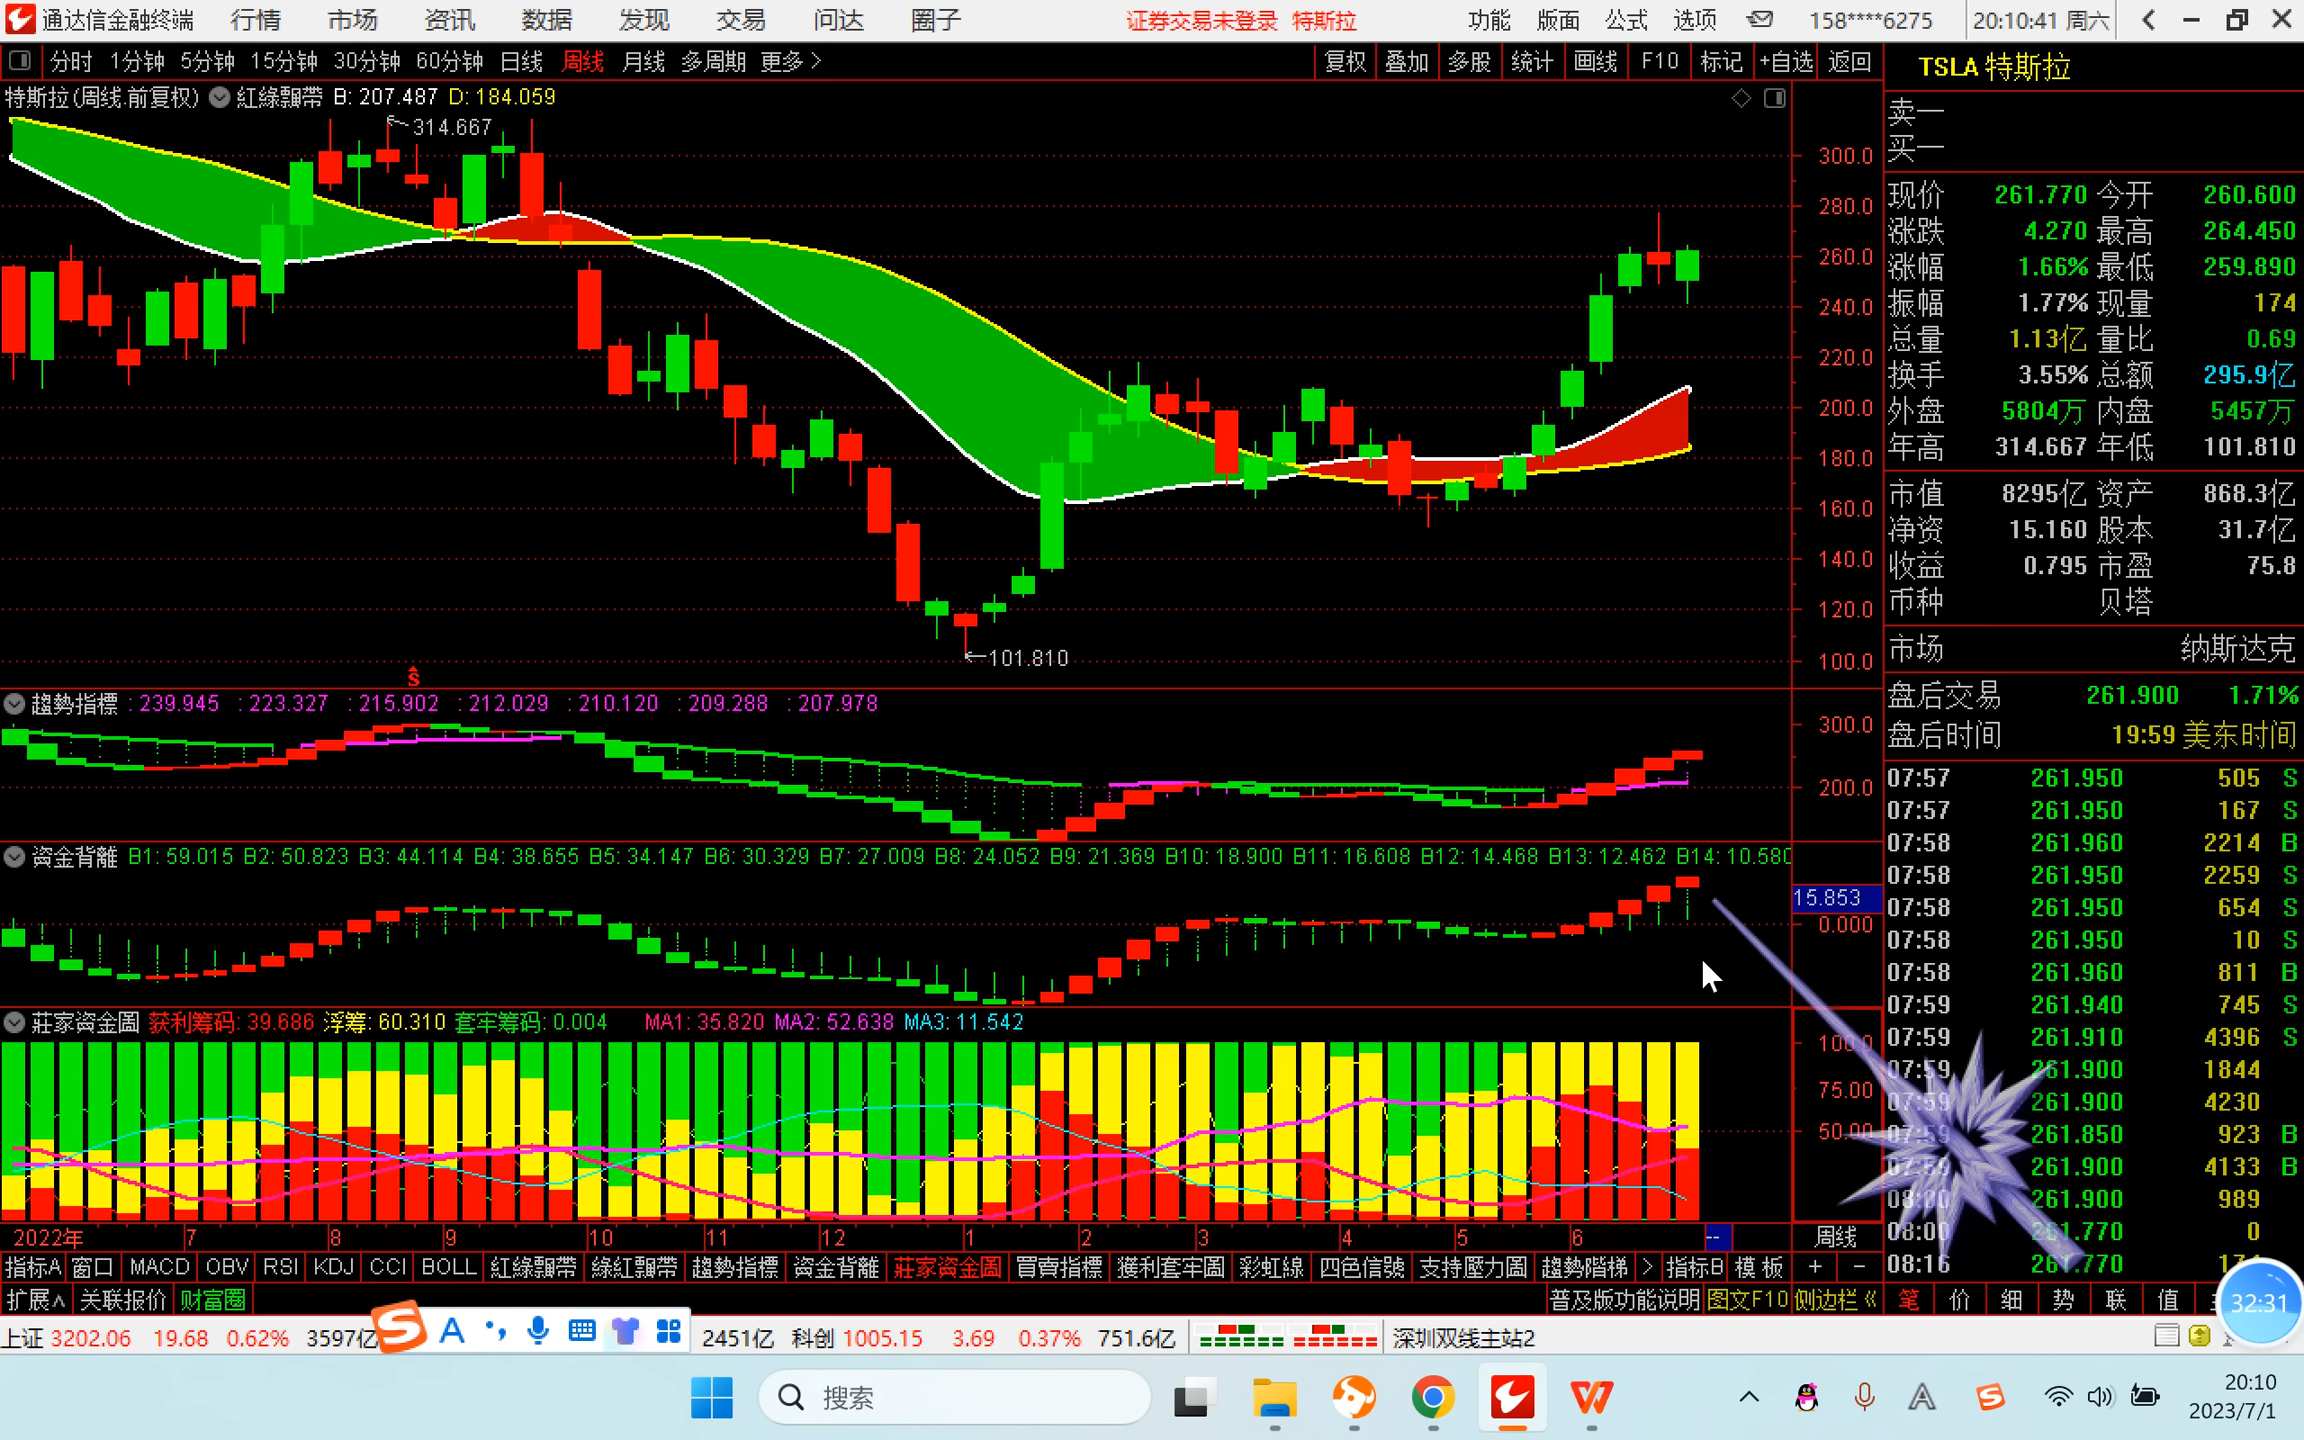 通达信金融终端 行情 市场 资讯 数据 发现 交易 问达 圈子 证券交易未登录 特斯拉 功能 版面 公式 选项 158****6275 20:10:41 周六
分时 1分钟 5分钟 15分钟 30分钟 60分钟 日线 周线 月线 多周期 更多 复权 叠加 多股 统计 画线 F10 标记 +自选 返回
TSLA 特斯拉
特斯拉(周线.前复权) 紅綠飄帶 B: 207.487 D: 184.059
314.667
101.810
300.0
280.0
260.0
240.0
220.0
200.0
180.0
160.0
140.0
120.0
100.0
S
卖一
买一
现价 261.770 今开 260.600
涨跌 4.270 最高 264.450
涨幅 1.66% 最低 259.890
振幅 1.77% 现量 174
总量 1.13亿 量比 0.69
换手 3.55% 总额 295.9亿
外盘 5804万 内盘 5457万
年高 314.667 年低 101.810
市值 8295亿 资产 868.3亿
净资 15.160 股本 31.7亿
收益 0.795 市盈 75.8
币种 贝塔
市场 纳斯达克
盘后交易 261.900 1.71%
盘后时间 19:59 美东时间
趨勢指標 : 239.945 : 223.327 : 215.902 : 212.029 : 210.120 : 209.288 : 207.978
300.0
200.0
资金背離 B1: 59.015 B2: 50.823 B3: 44.114 B4: 38.655 B5: 34.147 B6: 30.329 B7: 27.009 B8: 24.052 B9: 21.369 B10: 18.900 B11: 16.608 B12: 14.468 B13: 12.462 B14: 10.580
15.853
0.000
莊家资金圖 获利筹码: 39.686 浮筹: 60.310 套牢筹码: 0.004 MA1: 35.820 MA2: 52.638 MA3: 11.542
100.0
75.00
50.00
07:57 261.950 505 S
07:57 261.950 167 S
07:58 261.960 2214 B
07:58 261.950 2259 S
07:58 261.950 654 S
07:58 261.950 10 S
07:58 261.960 811 B
07:59 261.940 745 S
07:59 261.910 4396 S
07:59 261.900 1844
07:59 261.900 4230
07:59 261.850 923 B
07:59 261.900 4133 B
08:00 261.900 989
08:00 261.770 0
08:16 261.770
2022年 7 8 9 10 11 12 1 2 3 4 5 6 -- 周线
指标A 窗口 MACD OBV RSI KDJ CCI BOLL 紅綠飄帶 綠紅飄帶 趨勢指標 资金背離 莊家资金圖 買賣指標 獲利套牢圖 彩虹線 四色信號 支持壓力圖 趨勢階梯 > 指标B 模板 + −
扩展∧ 关联报价 财富圈 普及版功能说明 图文F10 侧边栏《 笔 价 细 势 联 值
32:31
上证 3202.06 19.68 0.62% 3597亿 A 2451亿 科创 1005.15 3.69 0.37% 751.6亿 深圳双线主站2
搜索
20:10
2023/7/1